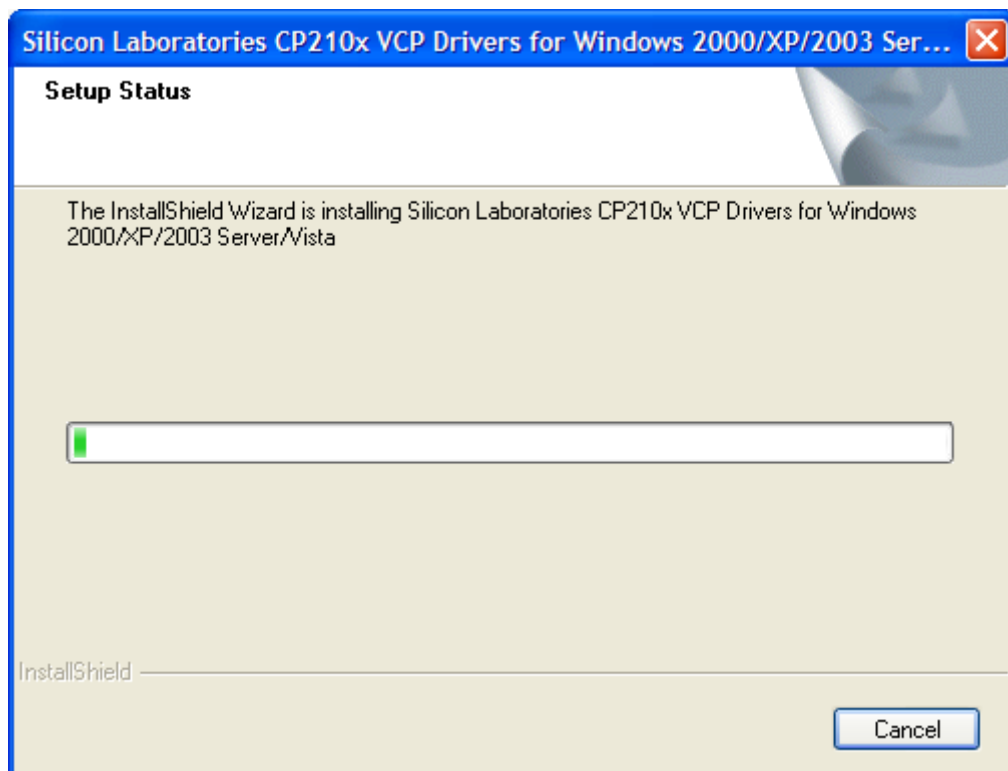 Silicon Laboratories CP210x VCP Drivers for Windows 2000/XP/2003 Ser...
Setup Status
The InstallShield Wizard is installing Silicon Laboratories CP210x VCP Drivers for Windows
2000/XP/2003 Server/Vista
InstallShield
Cancel